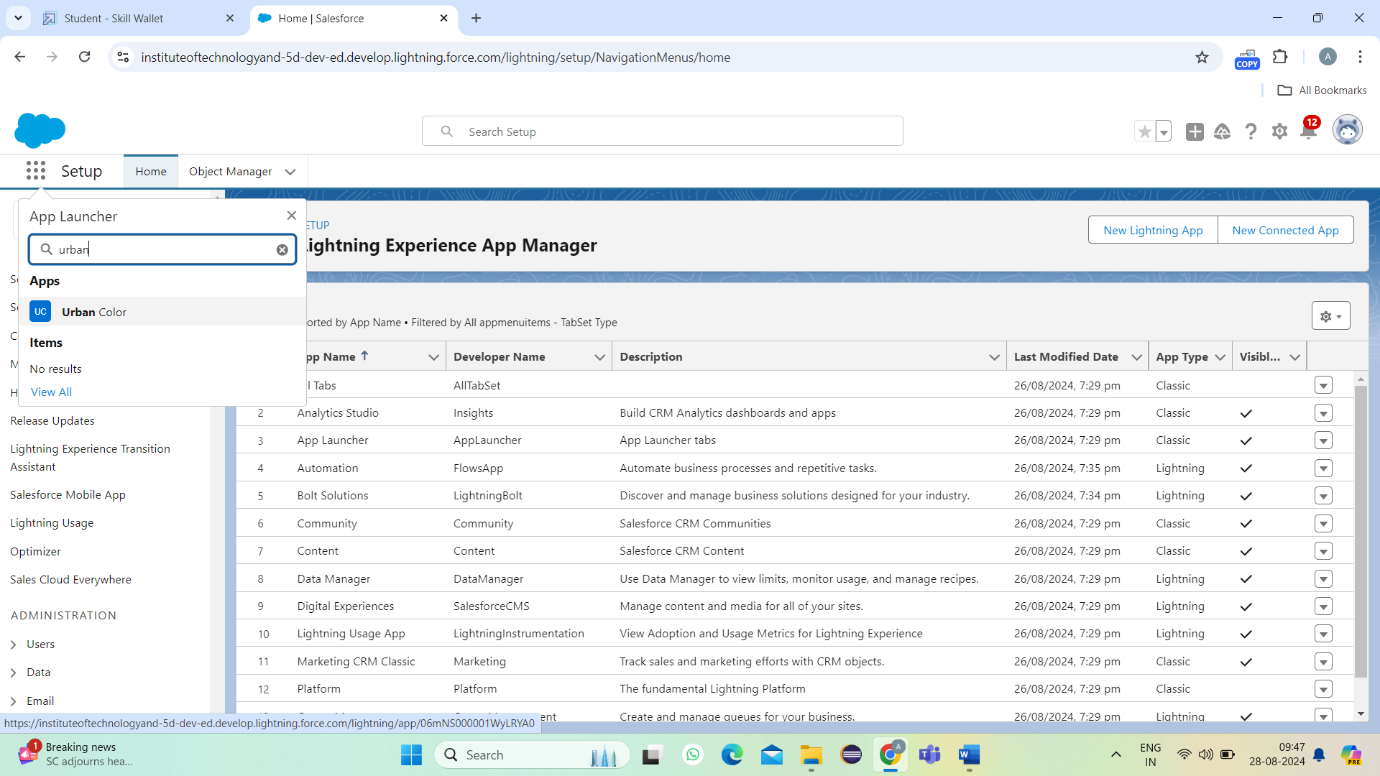 Student - Skill Wallet
Home | Salesforce
instituteoftechnologyand-5d-dev-ed.develop.lightning.force.com/lightning/setup/NavigationMenus/home
COPY
A
All Bookmarks
Search Setup
12
Setup
Home
Object Manager
App Launcher
urban
Apps
UC
Urban Color
Items
No results
View All
ETUP
Lightning Experience App Manager
New Lightning App
New Connected App
orted by App Name • Filtered by All appmenuitems - TabSet Type
pp Name
Developer Name
Description
Last Modified Date
App Type
Visibl...
l Tabs
AllTabSet
26/08/2024, 7:29 pm
Classic
2
Analytics Studio
Insights
Build CRM Analytics dashboards and apps
26/08/2024, 7:29 pm
Classic
3
App Launcher
AppLauncher
App Launcher tabs
26/08/2024, 7:29 pm
Classic
4
Automation
FlowsApp
Automate business processes and repetitive tasks.
26/08/2024, 7:35 pm
Lightning
5
Bolt Solutions
LightningBolt
Discover and manage business solutions designed for your industry.
26/08/2024, 7:34 pm
Lightning
6
Community
Community
Salesforce CRM Communities
26/08/2024, 7:29 pm
Classic
7
Content
Content
Salesforce CRM Content
26/08/2024, 7:29 pm
Classic
8
Data Manager
DataManager
Use Data Manager to view limits, monitor usage, and manage recipes.
26/08/2024, 7:29 pm
Lightning
9
Digital Experiences
SalesforceCMS
Manage content and media for all of your sites.
26/08/2024, 7:29 pm
Lightning
10
Lightning Usage App
LightningInstrumentation
View Adoption and Usage Metrics for Lightning Experience
26/08/2024, 7:29 pm
Lightning
11
Marketing CRM Classic
Marketing
Track sales and marketing efforts with CRM objects.
26/08/2024, 7:29 pm
Classic
12
Platform
Platform
The fundamental Lightning Platform
26/08/2024, 7:29 pm
Classic
Create and manage queues for your business.
26/08/2024, 7:29 pm
Lightning
Release Updates
Lightning Experience Transition
Assistant
Salesforce Mobile App
Lightning Usage
Optimizer
Sales Cloud Everywhere
ADMINISTRATION
Users
Data
Email
https://instituteoftechnologyand-5d-dev-ed.develop.lightning.force.com/lightning/app/06mNS000001WyLRYA0
1
Breaking news
SC adjourns hea...
Search
A
ENG
IN
09:47
28-08-2024
PRE